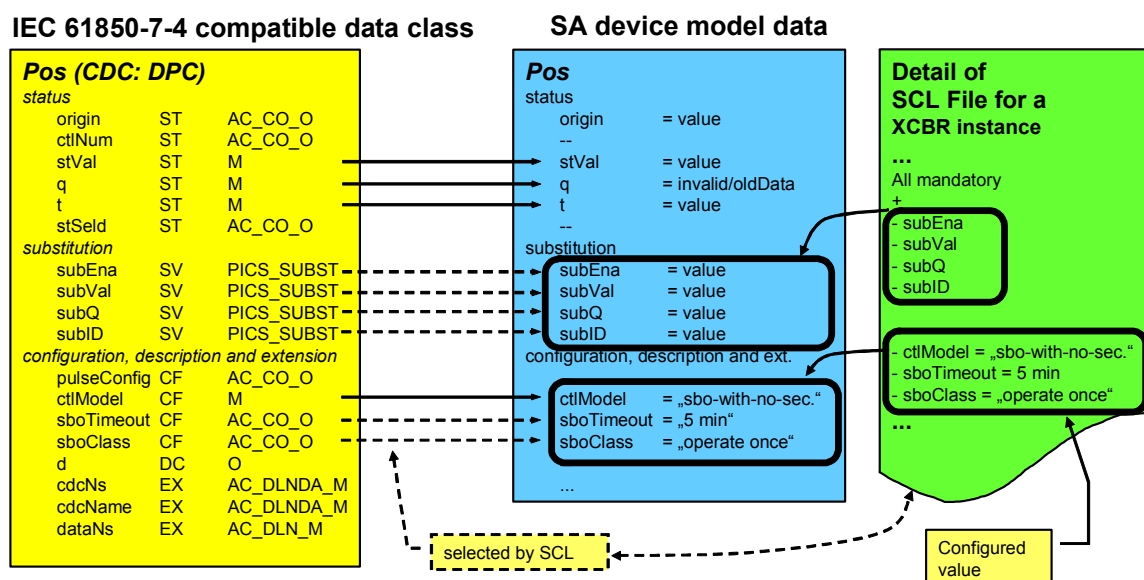 IEC 61850-7-4 compatible data class
Pos (CDC: DPC)
status
origin ST AC_CO_O
ctlNum ST AC_CO_O
stVal ST M
q ST M
t ST M
stSeld ST AC_CO_O
substitution
subEna SV PICS_SUBST
subVal SV PICS_SUBST
subQ SV PICS_SUBST
subID SV PICS_SUBST
configuration, description and extension
pulseConfig CF AC_CO_O
ctlModel CF M
sboTimeout CF AC_CO_O
sboClass CF AC_CO_O
d DC O
cdcNs EX AC_DLNDA_M
cdcName EX AC_DLNDA_M
dataNs EX AC_DLN_M
SA device model data
Pos
status
origin = value
--
stVal = value
q = invalid/oldData
t = value
--
substitution
subEna = value
subVal = value
subQ = value
subID = value
configuration, description and ext.
ctlModel = „sbo-with-no-sec.“
sboTimeout = „5 min“
sboClass = „operate once“
...
Detail of
SCL File for a
XCBR instance
...
All mandatory
+
- subEna
- subVal
- subQ
- subID
- ctlModel = „sbo-with-no-sec.“
- sboTimeout = 5 min
- sboClass = „operate once“
...
selected by SCL
Configured
value